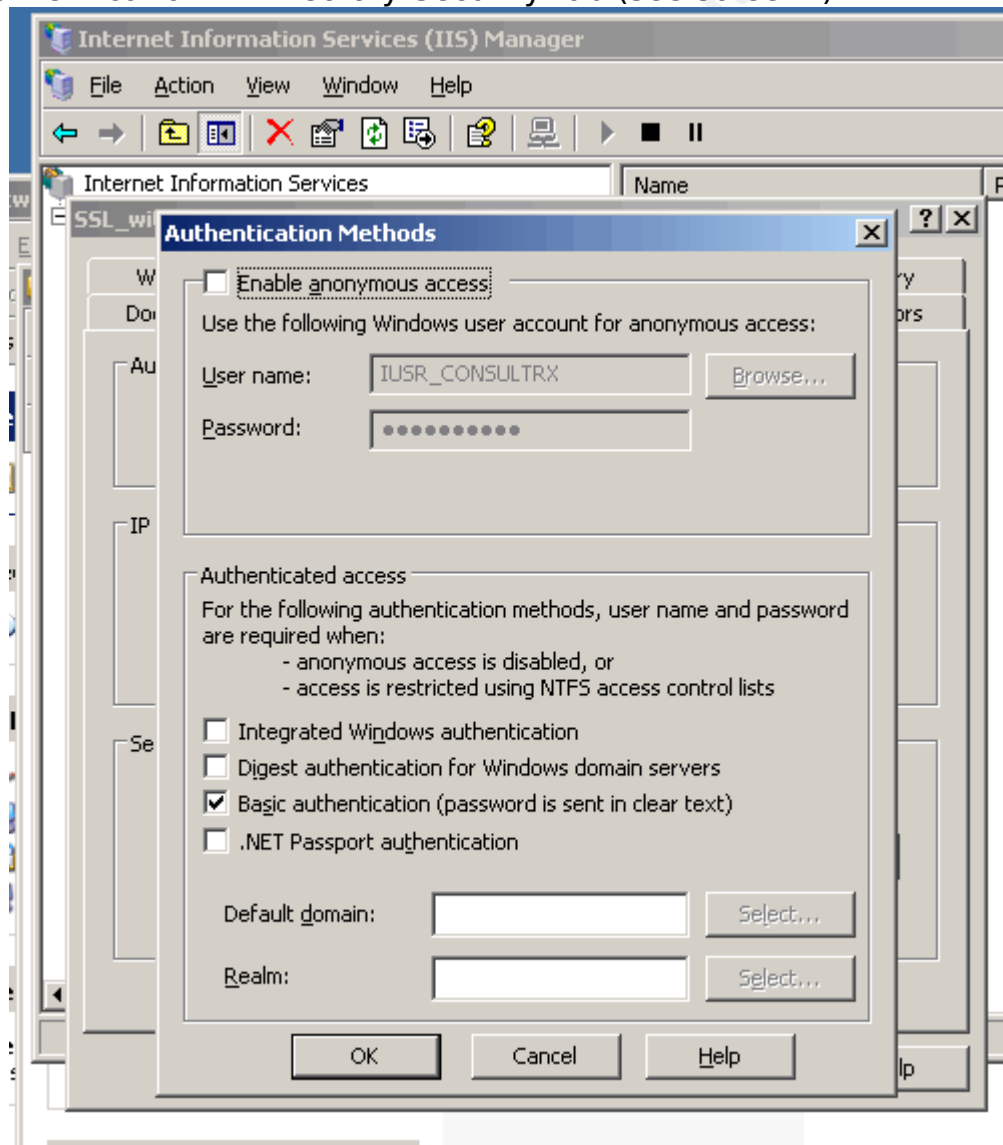 Internet Information Services (IIS) Manager
File Action View Window Help
Internet Information Services
Name
Authentication Methods
Enable anonymous access
Use the following Windows user account for anonymous access:
User name: IUSR_CONSULTRX Browse...
Password: ●●●●●●●●●●
IP
Authenticated access
For the following authentication methods, user name and password
are required when:
- anonymous access is disabled, or
- access is restricted using NTFS access control lists
Integrated Windows authentication
Digest authentication for Windows domain servers
Basic authentication (password is sent in clear text)
.NET Passport authentication
Default domain: Select...
Realm: Select...
OK Cancel Help